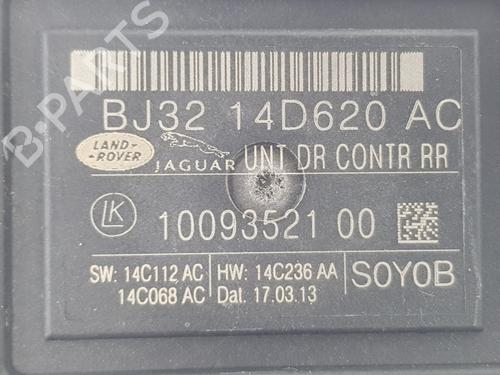 BJ32 14D620 AC
LAND-
-ROVER
JAGUAR
UNT DR CONTR RR
LK
10093521 00
SW: 14C112 AC
14C068 AC
HW: 14C236 AA
Dat. 17.03.13
SOYOB
B-PARTS